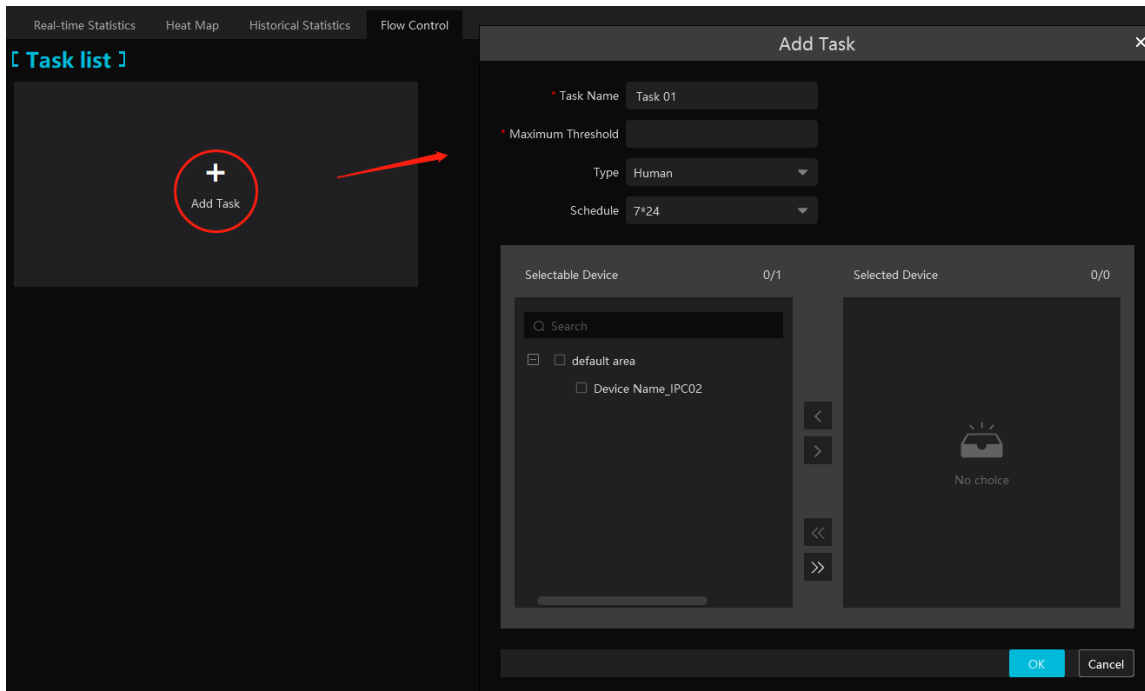 Real-time Statistics Heat Map Historical Statistics Flow Control
Task list
Add Task
Add Task
* Task Name Task 01
* Maximum Threshold
Type Human
Schedule 7*24
Selectable Device 0/1
Selected Device 0/0
Search
default area
Device Name_IPC02
No choice
OK Cancel